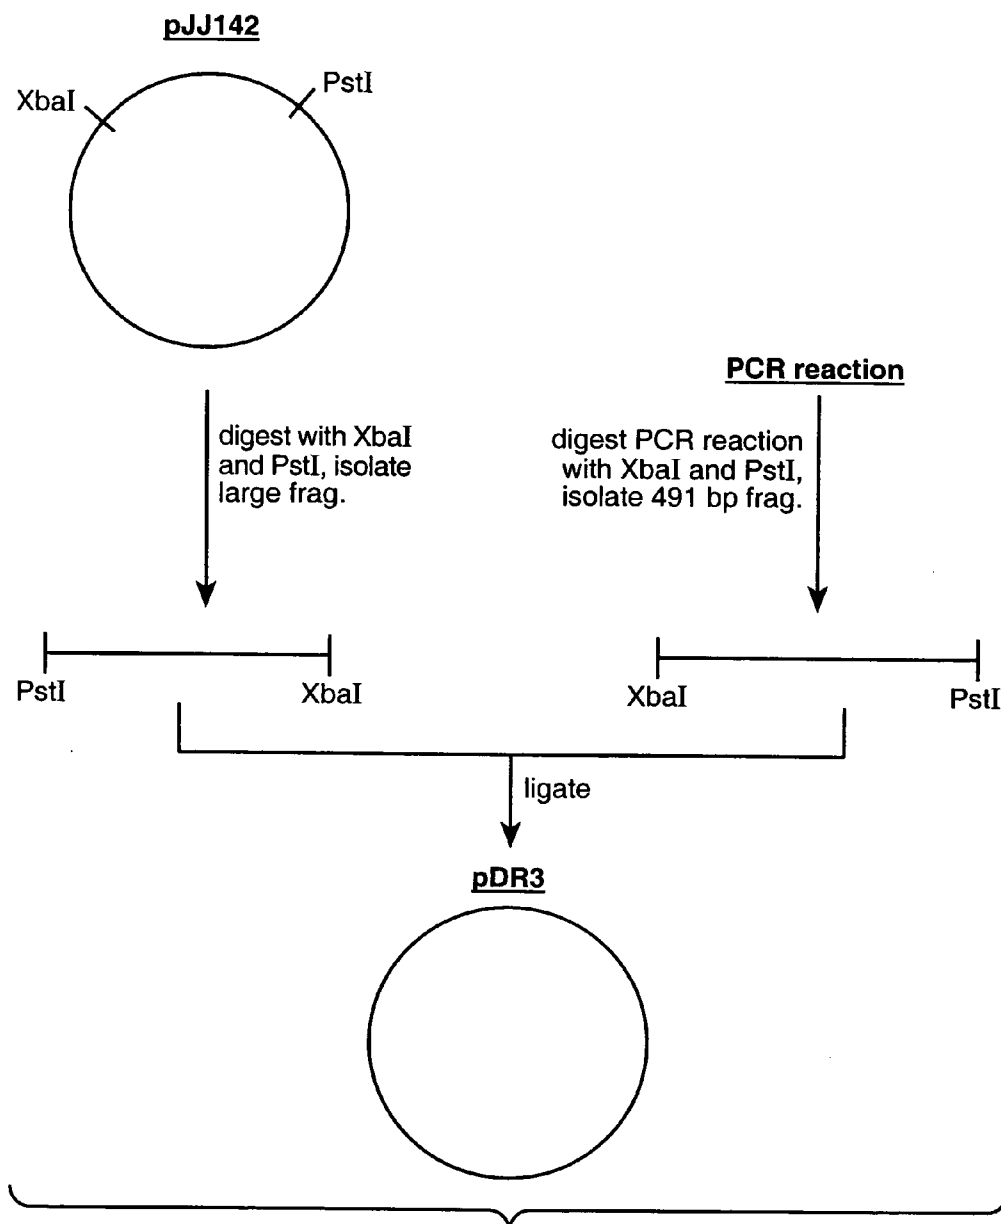 pJJ142
XbaI
PstI
digest with XbaI
and PstI, isolate
large frag.
PCR reaction
digest PCR reaction
with XbaI and PstI,
isolate 491 bp frag.
PstI
XbaI
XbaI
PstI
ligate
pDR3